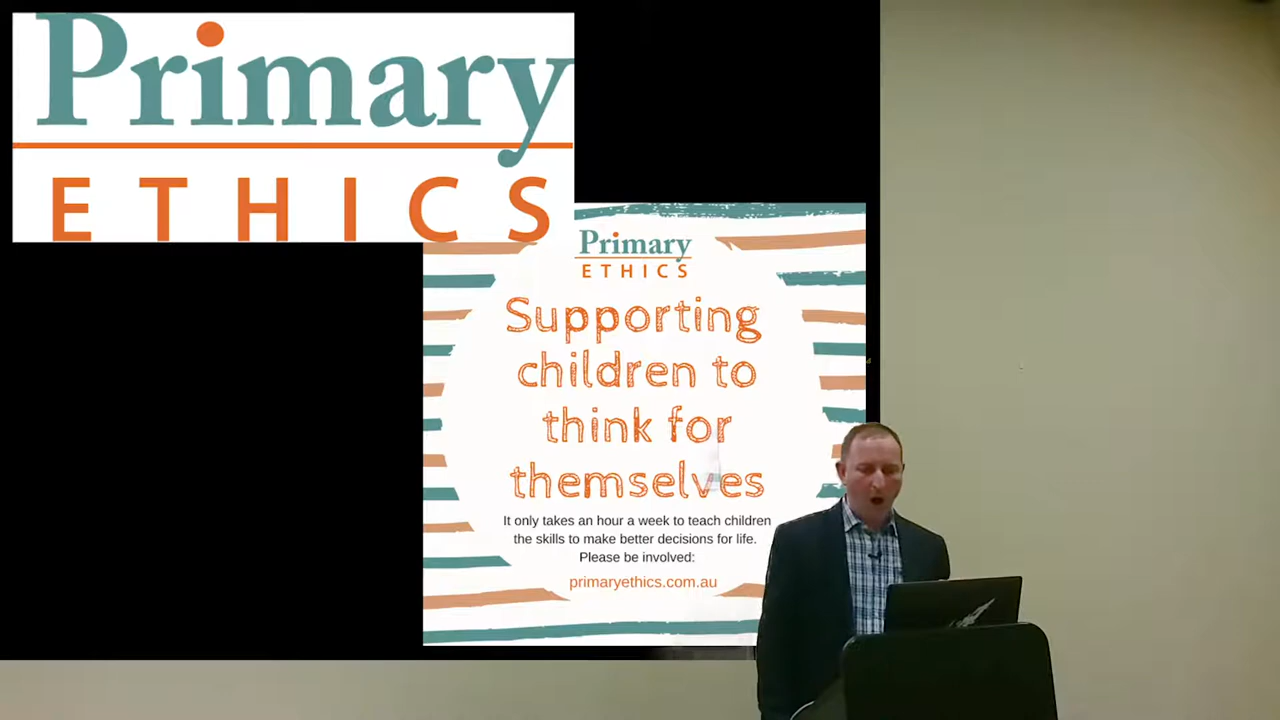 Primary
ETHICS
Primary
ETHICS
Supporting
children to
think for
themselves
It only takes an hour a week to teach children
the skills to make better decisions for life.
Please be involved:
primaryethics.com.au